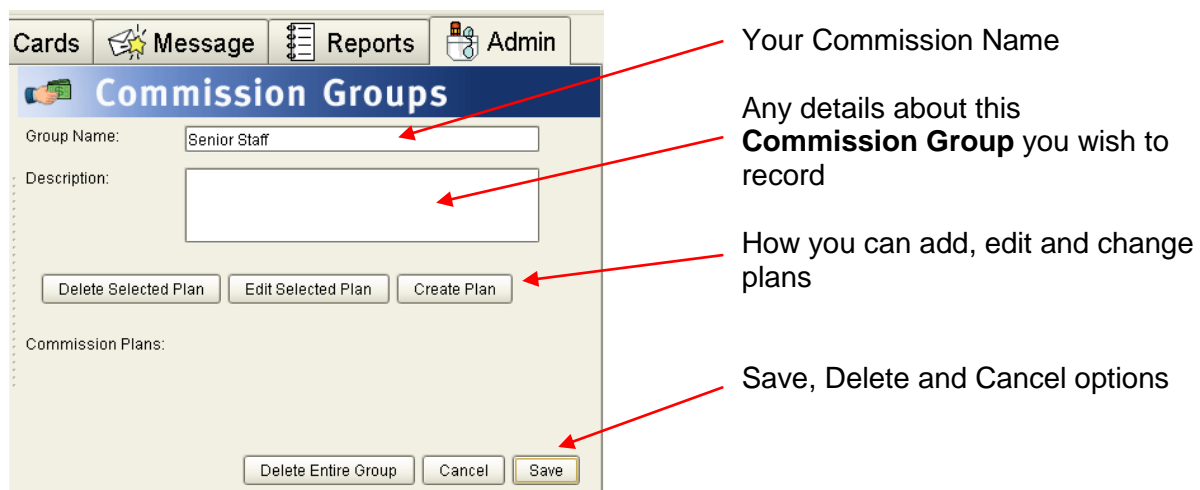 Cards Message Reports Admin
Commission Groups
Group Name: Senior Staff
Description:
Delete Selected Plan Edit Selected Plan Create Plan
Commission Plans:
Delete Entire Group Cancel Save
Your Commission Name
Any details about this
Commission Group you wish to
record
How you can add, edit and change
plans
Save, Delete and Cancel options